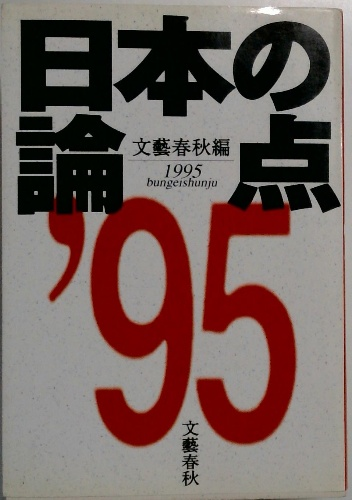 日本の
論点
文藝春秋編
1995
bungeishunju
'95
文藝春秋